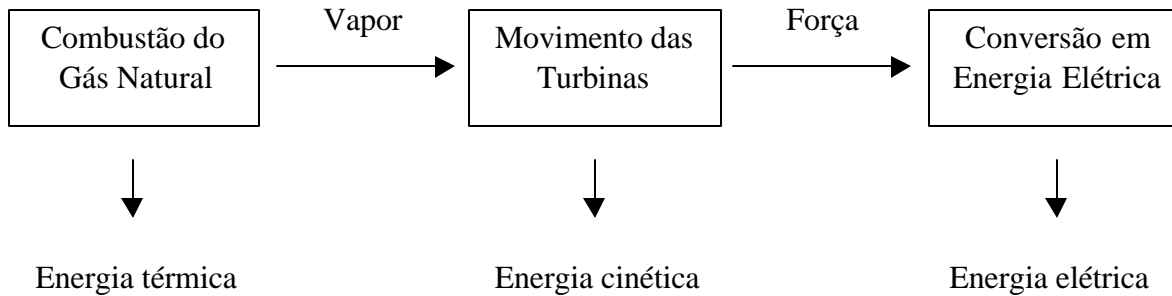 Vapor
Força
Combustão do
Gás Natural
Movimento das
Turbinas
Conversão em
Energia Elétrica
Energia térmica
Energia cinética
Energia elétrica